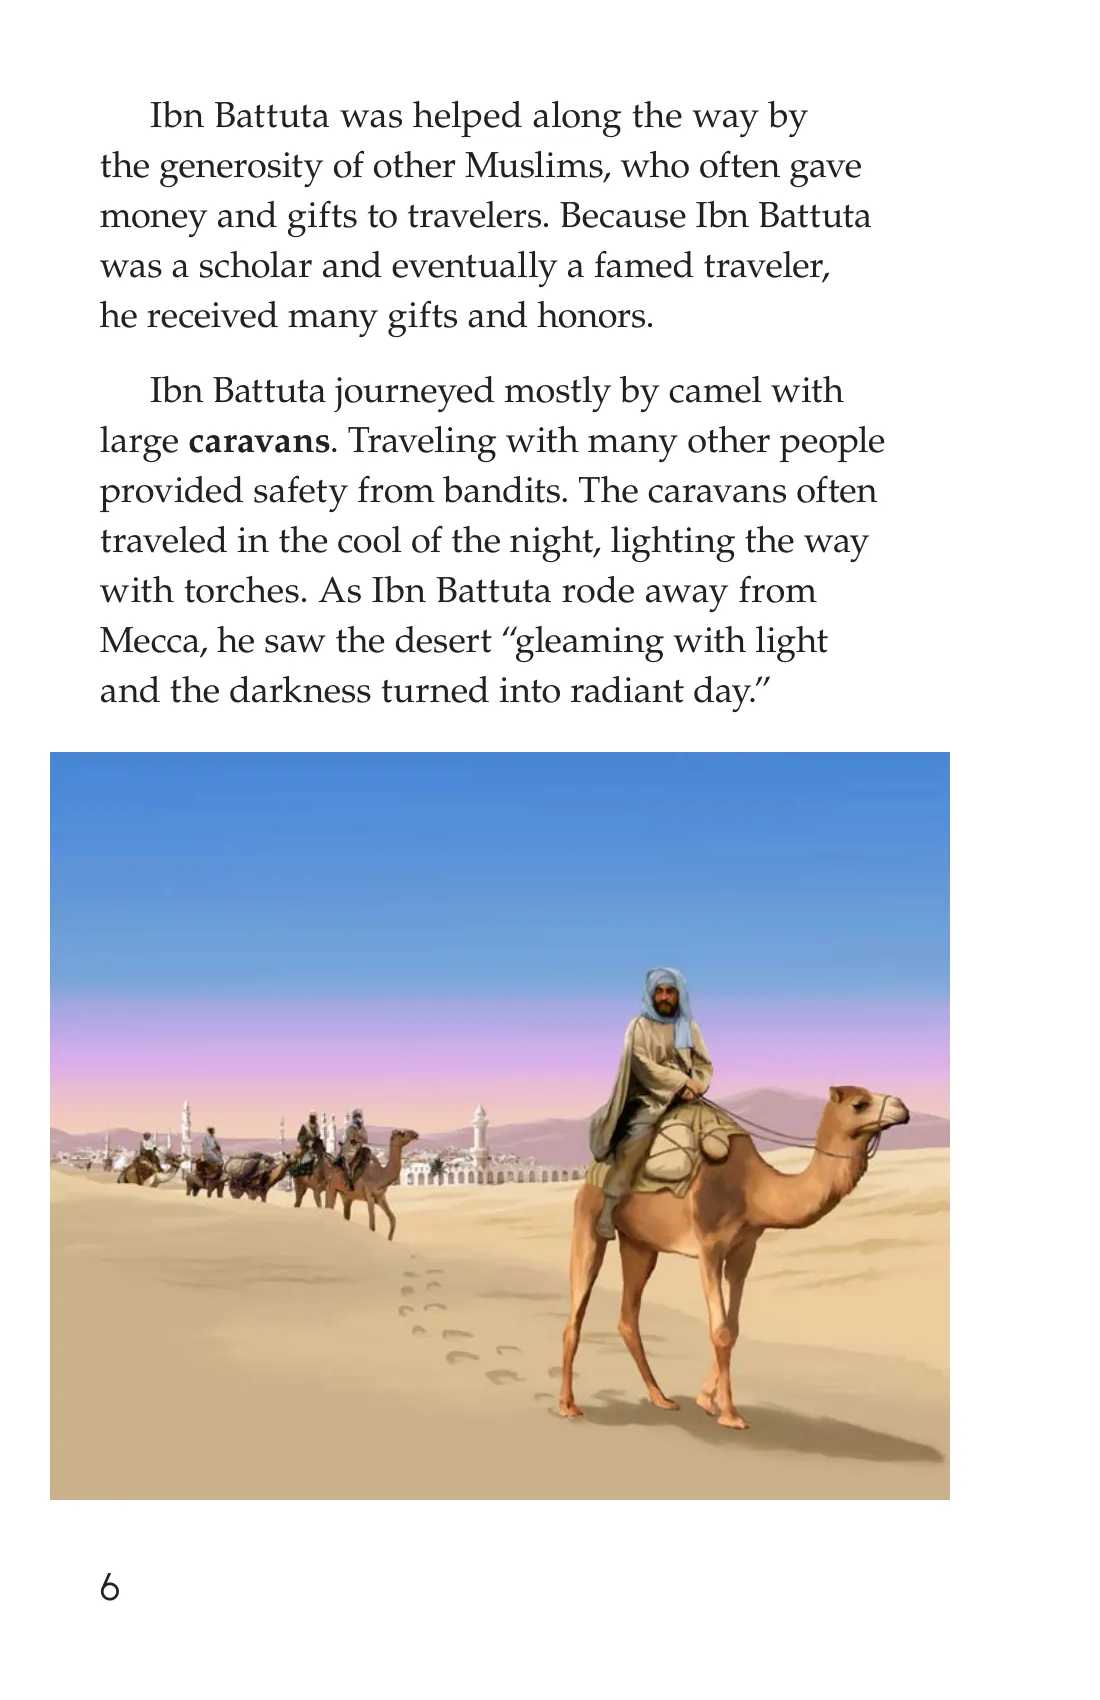 Ibn Battuta was helped along the way by
the generosity of other Muslims, who often gave
money and gifts to travelers. Because Ibn Battuta
was a scholar and eventually a famed traveler,
he received many gifts and honors.
Ibn Battuta journeyed mostly by camel with
large caravans. Traveling with many other people
provided safety from bandits. The caravans often
traveled in the cool of the night, lighting the way
with torches. As Ibn Battuta rode away from
Mecca, he saw the desert “gleaming with light
and the darkness turned into radiant day.”
6